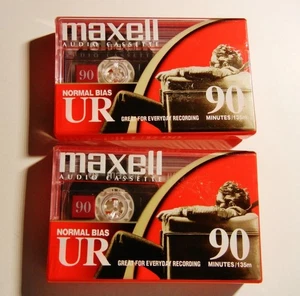 maxell
AUDIO CASSETTE
90
NORMAL BIAS
UR
GREAT FOR EVERYDAY RECORDING
90
MINUTES/135m
maxell
AUDIO CASSETTE
90
NORMAL BIAS
UR
GREAT FOR EVERYDAY RECORDING
90
MINUTES/135m